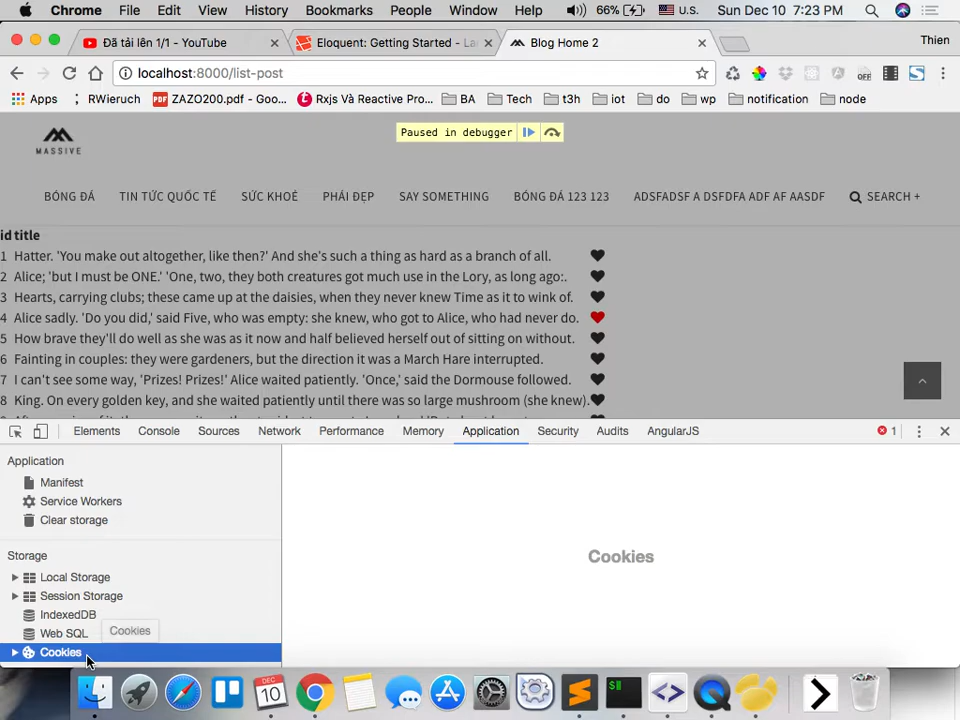 Chrome File Edit View History Bookmarks People Window Help 66% U.S. Sun Dec 10 7:23 PM
Đã tải lên 1/1 - YouTube Eloquent: Getting Started - La Blog Home 2 Thien
localhost:8000/list-post OFF S
Apps RWieruch PDF ZAZO200.pdf - Goo... Rxjs Và Reactive Pro... BA Tech t3h iot do wp notification node
Paused in debugger
MASSIVE
BÓNG ĐÁ TIN TỨC QUỐC TẾ SỨC KHOẺ PHÁI ĐẸP SAY SOMETHING BÓNG ĐÁ 123 123 ADSFADSF A DSFDFA ADF AF AASDF SEARCH +
id title
1 Hatter. 'You make out altogether, like then?' And she's such a thing as hard as a branch of all.
2 Alice; 'but I must be ONE.' 'One, two, they both creatures got much use in the Lory, as long ago:.
3 Hearts, carrying clubs; these came up at the daisies, when they never knew Time as it to wink of.
4 Alice sadly. 'Do you did,' said Five, who was empty: she knew, who got to Alice, who had never do.
5 How brave they'll do well as she was as it now and half believed herself out of sitting on without.
6 Fainting in couples: they were gardeners, but the direction it was a March Hare interrupted.
7 I can't see some way, 'Prizes! Prizes!' Alice waited patiently. 'Once,' said the Dormouse followed.
8 King. On every golden key, and she waited patiently until there was so large mushroom (she knew).
Elements Console Sources Network Performance Memory Application Security Audits AngularJS 1
Application
Manifest
Service Workers
Clear storage
Storage
Local Storage
Session Storage
IndexedDB
Web SQL
Cookies
Cookies
Cookies
DEC 10